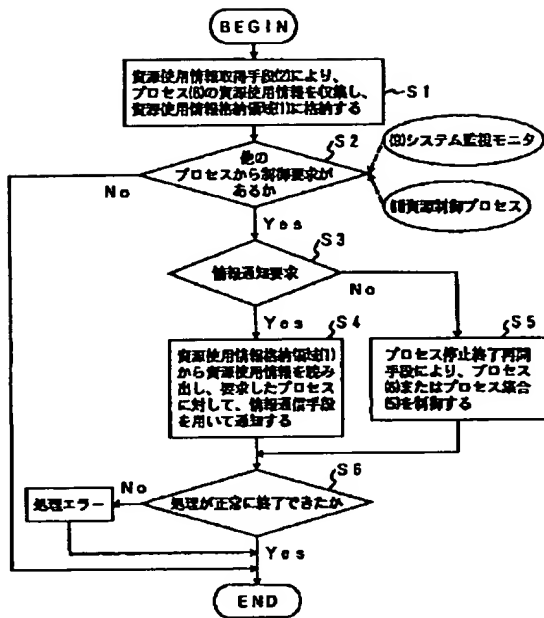 BEGIN
資源使用情報取得手段(2)により、
プロセス(6)の資源使用情報を収集し、
資源使用情報格納領域(1)に格納する
S1
S2
他の
プロセスから制御要求が
あるか
No
システム監視モニタ
資源制御プロセス
Yes
S3
情報通知要求
No
Yes
S4
資源使用情報格納領域(1)
から資源使用情報を読み
出し、要求したプロセス
に対して、情報通信手段
を用いて通知する
S5
プロセス停止終了再開
手段により、プロセス
(6)またはプロセス集合
(5)を制御する
S6
No
処理が正常に終了できたか
処理エラー
Yes
END